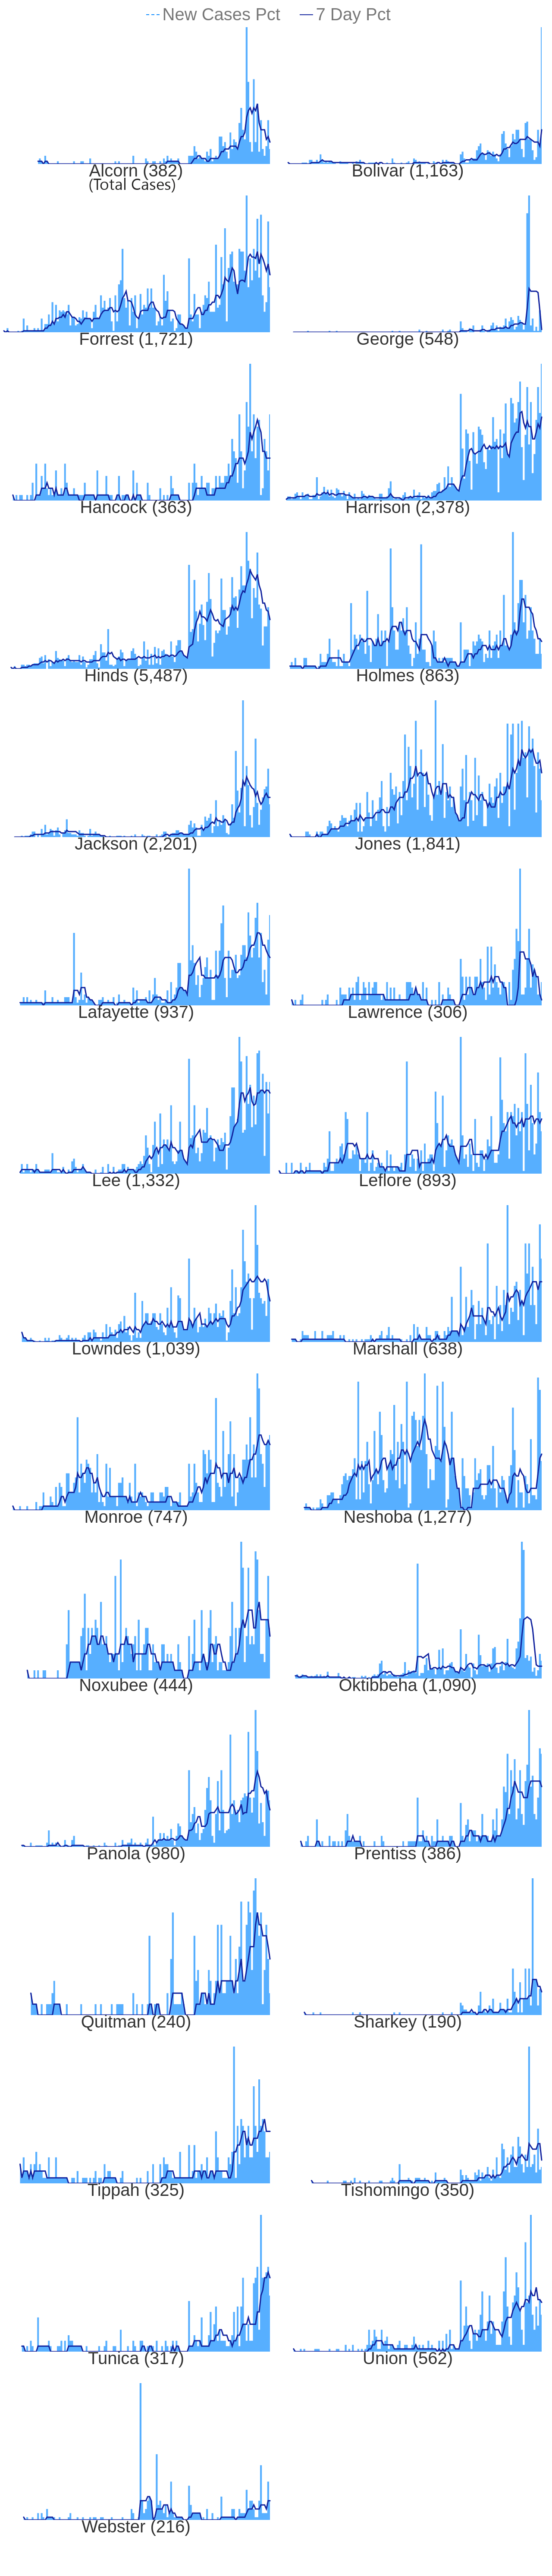 New Cases Pct 7 Day Pct
Alcorn (382) Bolivar (1,163)
(Total Cases)
Forrest (1,721) George (548)
Hancock (363) Harrison (2,378)
Hinds (5,487) Holmes (863)
Jackson (2,201) Jones (1,841)
Lafayette (937) Lawrence (306)
Lee (1,332) Leflore (893)
Lowndes (1,039) Marshall (638)
Monroe (747) Neshoba (1,277)
Noxubee (444) Oktibbeha (1,090)
Panola (980) Prentiss (386)
Quitman (240) Sharkey (190)
Tippah (325) Tishomingo (350)
Tunica (317) Union (562)
Webster (216)